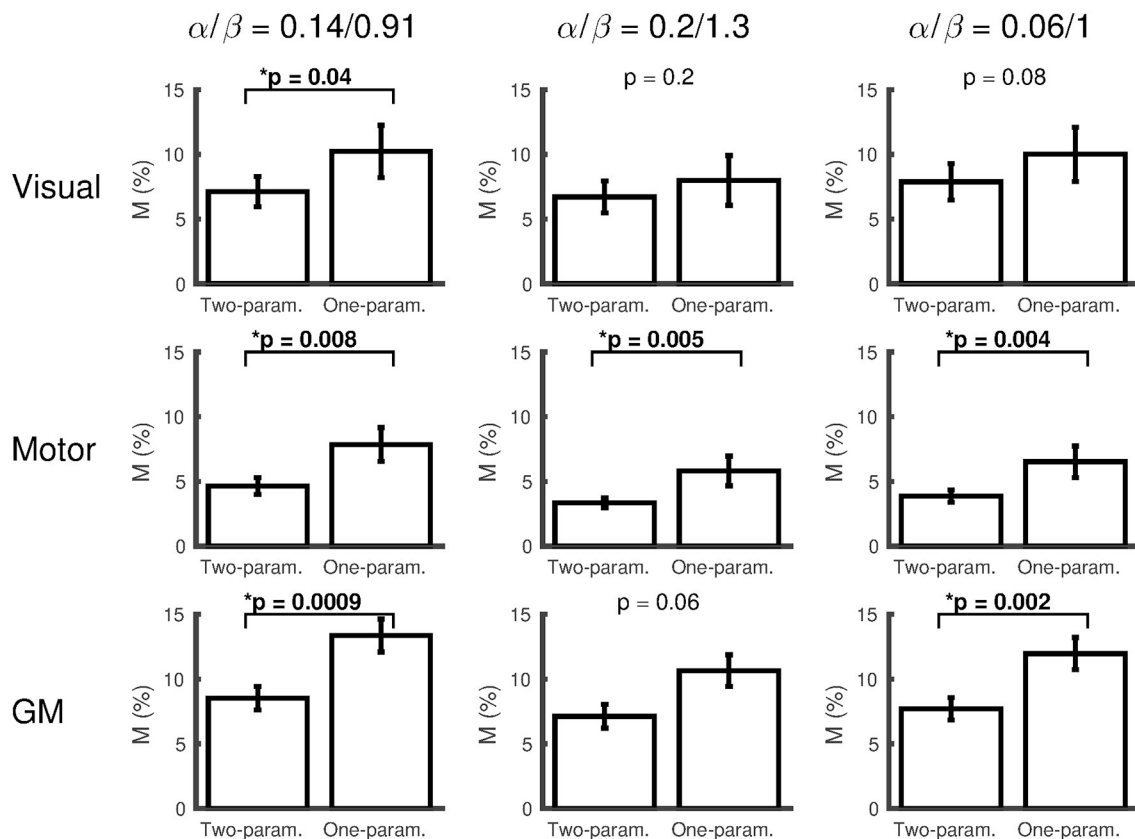 α/β = 0.14/0.91
α/β = 0.2/1.3
α/β = 0.06/1
Visual
M (%)
15
10
5
0
*p = 0.04
Two-param.
One-param.
M (%)
15
10
5
0
p = 0.2
Two-param.
One-param.
M (%)
15
10
5
0
p = 0.08
Two-param.
One-param.
Motor
M (%)
15
10
5
0
*p = 0.008
Two-param.
One-param.
M (%)
15
10
5
0
*p = 0.005
Two-param.
One-param.
M (%)
15
10
5
0
*p = 0.004
Two-param.
One-param.
GM
M (%)
15
10
5
0
*p = 0.0009
Two-param.
One-param.
M (%)
15
10
5
0
p = 0.06
Two-param.
One-param.
M (%)
15
10
5
0
*p = 0.002
Two-param.
One-param.